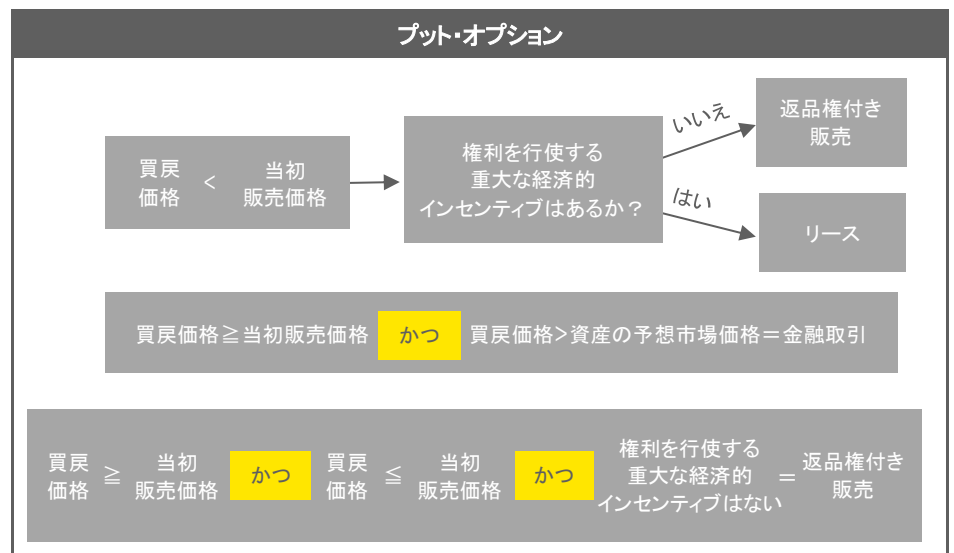 プット・オプション
買戻
価格
<
当初
販売価格
権利を行使する
重大な経済的
インセンティブはあるか？
いいえ
返品権付き
販売
はい
リース
買戻価格≧当初販売価格 かつ 買戻価格>資産の予想市場価格＝金融取引
買戻
価格
≧
当初
販売価格
かつ
買戻
価格
≦
当初
販売価格
かつ
権利を行使する
重大な経済的
インセンティブはない
＝
返品権付き
販売